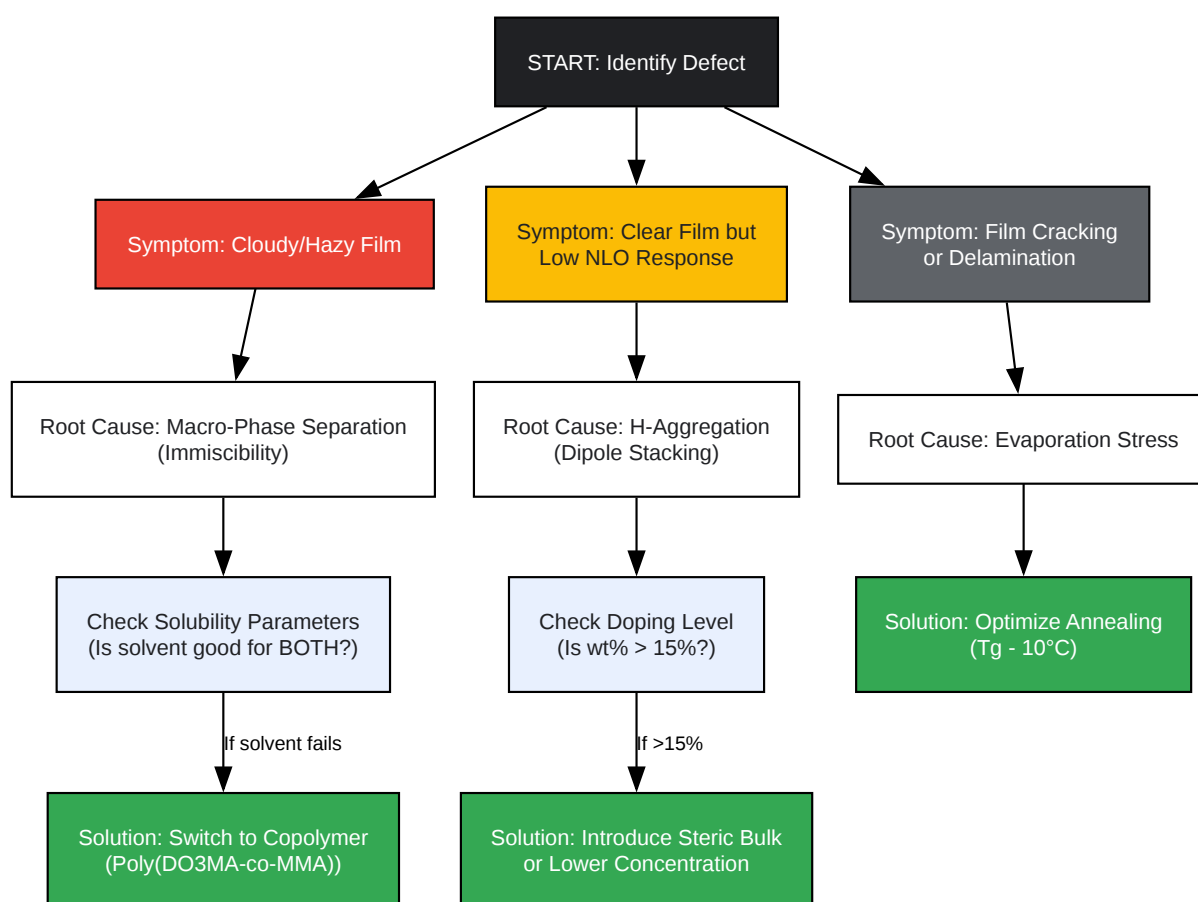 START: Identify Defect
Symptom: Cloudy/Hazy Film
Symptom: Clear Film but
Low NLO Response
Symptom: Film Cracking
or Delamination
Root Cause: Macro-Phase Separation
(Immiscibility)
Root Cause: H-Aggregation
(Dipole Stacking)
Root Cause: Evaporation Stress
Check Solubility Parameters
(Is solvent good for BOTH?)
Check Doping Level
(Is wt% > 15%?)
Solution: Optimize Annealing
(Tg - 10°C)
If solvent fails
If >15%
Solution: Switch to Copolymer
(Poly(DO3MA-co-MMA))
Solution: Introduce Steric Bulk
or Lower Concentration